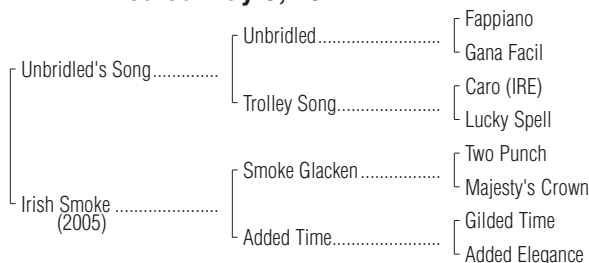 Fappiano
Unbridled........................
Gana Facil
Unbridled's Song.............
Caro (IRE)
Trolley Song.....................
Lucky Spell
Two Punch
Smoke Glacken................
Majesty's Crown
Irish Smoke .....................
(2005)
Gilded Time
Added Time......................
Added Elegance